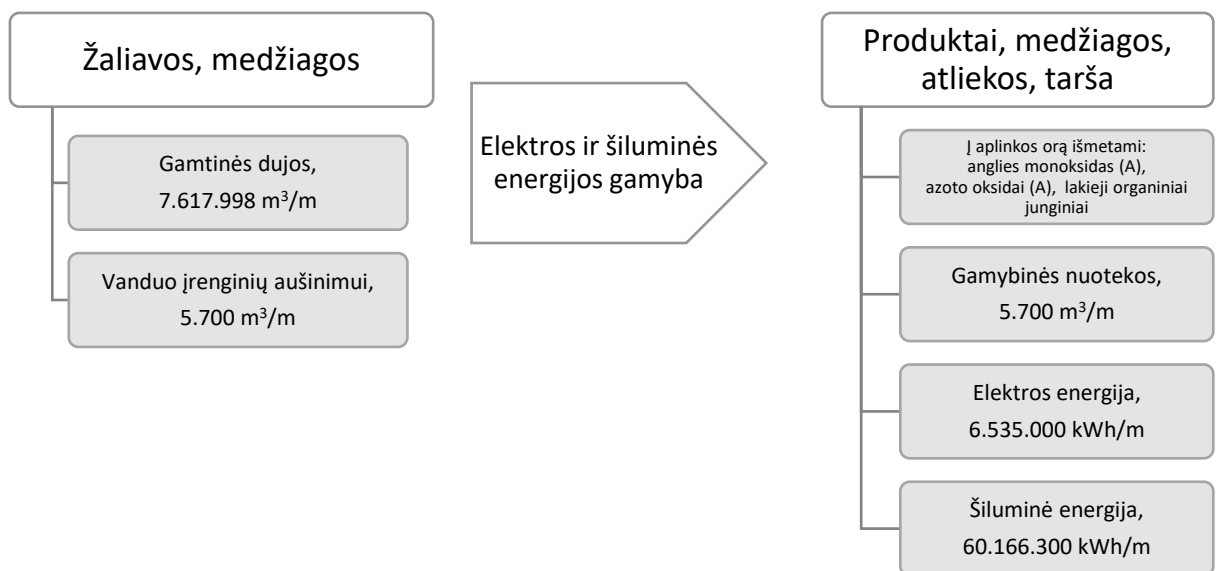 Žaliavos, medžiagos
Gamtinės dujos,
7.617.998 m³/m
Vanduo įrenginių aušinimui,
5.700 m³/m
Elektros ir šiluminės
energijos gamyba
Produktai, medžiagos,
atliekos, tarša
Į aplinkos orą išmetami:
anglies monoksidas (A),
azoto oksidai (A), lakieji organiniai
junginiai
Gamybinės nuotekos,
5.700 m³/m
Elektros energija,
6.535.000 kWh/m
Šiluminė energija,
60.166.300 kWh/m